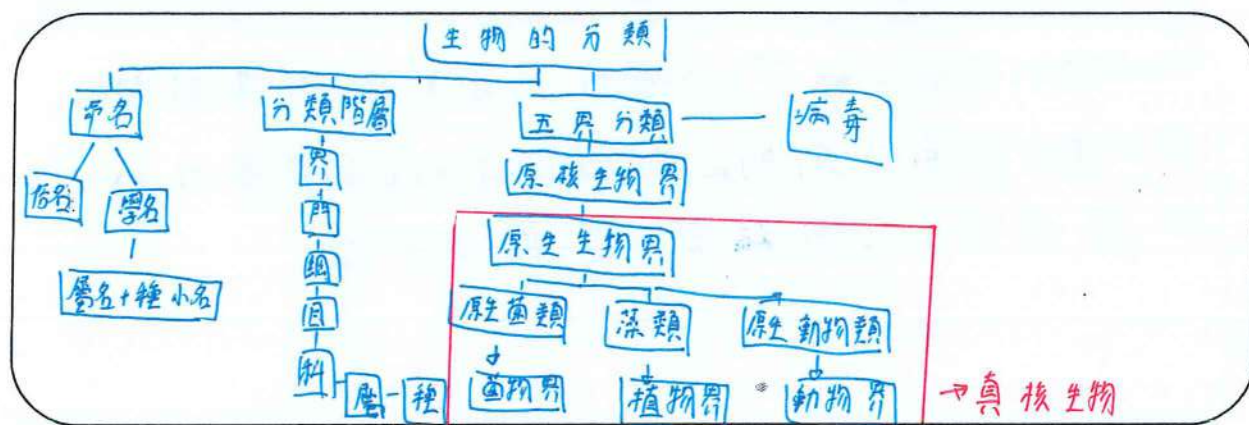 生物的分類
命名
分類階層
五界分類
病毒
俗名
學名
屬名+種小名
界
門
綱
目
科
屬
種
原核生物界
原生生物界
原生菌類
藻類
原生動物類
菌物界
植物界
動物界
→真核生物